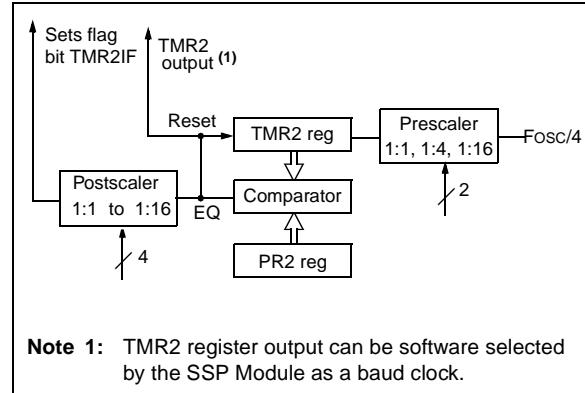 Sets flag
bit TMR2IF
TMR2
output (1)
Reset
TMR2 reg
Prescaler
1:1, 1:4, 1:16
FOSC/4
2
Postscaler
1:1 to 1:16
EQ
Comparator
4
PR2 reg
Note 1: TMR2 register output can be software selected
by the SSP Module as a baud clock.